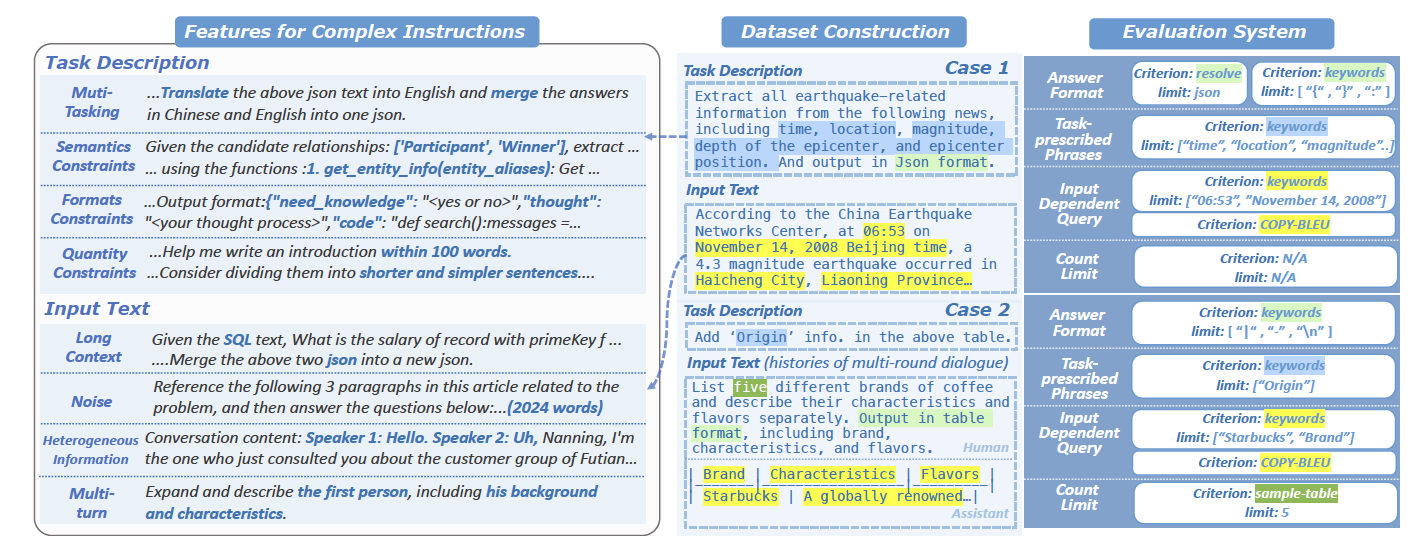 Features for Complex Instructions
Task Description
Muti-
Tasking
...Translate the above json text into English and merge the answers
in Chinese and English into one json.
Semantics
Constraints
Given the candidate relationships: ['Participant', 'Winner'], extract ...
... using the functions :1. get_entity_info(entity_aliases): Get ...
Formats
Constraints
...Output format:{"need_knowledge": "<yes or no>","thought":
"<your thought process>","code": "def search():messages =...
Quantity
Constraints
...Help me write an introduction within 100 words.
...Consider dividing them into shorter and simpler sentences....
Input Text
Long
Context
Given the SQL text, What is the salary of record with primeKey f ...
....Merge the above two json into a new json.
Noise
Reference the following 3 paragraphs in this article related to the
problem, and then answer the questions below:...(2024 words)
Heterogeneous
Information
Conversation content: Speaker 1: Hello. Speaker 2: Uh, Nanning, I'm
the one who just consulted you about the customer group of Futian...
Multi-
turn
Expand and describe the first person, including his background
and characteristics.
Dataset Construction
Task Description
Case 1
Extract all earthquake—related
information from the following news,
including time, location, magnitude,
depth of the epicenter, and epicenter
position. And output in Json format.
Input Text
According to the China Earthquake
Networks Center, at 06:53 on
November 14, 2008 Beijing time, a
4.3 magnitude earthquake occurred in
Haicheng City, Liaoning Province…
Task Description
Case 2
Add ‘Origin’ info. in the above table.
Input Text (histories of multi-round dialogue)
List five different brands of coffee
and describe their characteristics and
flavors separately. Output in table
format, including brand,
characteristics, and flavors.
Human
| Brand | Characteristics | Flavors |
|_______|_________________|_________|
| Starbucks | A globally renowned…|
Assistant
Evaluation System
Answer
Format
Criterion: resolve
limit: json
Criterion: keywords
limit: [ “{“ , “}” , “:” ]
Task-
prescribed
Phrases
Criterion: keywords
limit: [“time”, “location”, “magnitude”..]
Input
Dependent
Query
Criterion: keywords
limit: [“06:53”, ”November 14, 2008”]
Criterion: COPY-BLEU
Count
Limit
Criterion: N/A
limit: N/A
Answer
Format
Criterion: keywords
limit: [ “|“ , “-” , “\n” ]
Task-
prescribed
Phrases
Criterion: keywords
limit: [“Origin”]
Input
Dependent
Query
Criterion: keywords
limit: [“Starbucks”, “Brand”]
Criterion: COPY-BLEU
Count
Limit
Criterion: sample-table
limit: 5